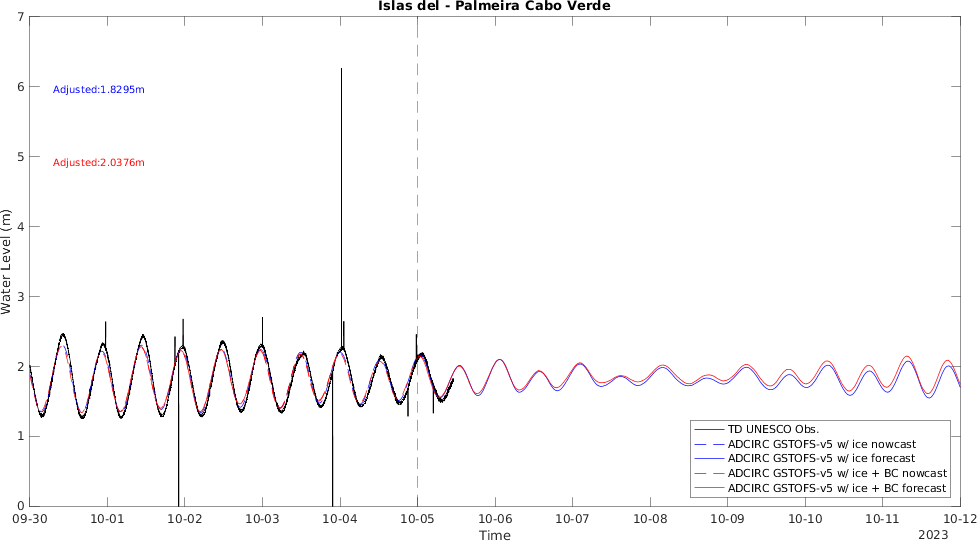 Islas del - Palmeira Cabo Verde
7
6
5
4
3
2
1
0
Water Level (m)
Adjusted:1.8295m
Adjusted:2.0376m
TD UNESCO Obs.
ADCIRC GSTOFS-v5 w/ ice nowcast
ADCIRC GSTOFS-v5 w/ ice forecast
ADCIRC GSTOFS-v5 w/ ice + BC nowcast
ADCIRC GSTOFS-v5 w/ ice + BC forecast
09-30 10-01 10-02 10-03 10-04 10-05 10-06 10-07 10-08 10-09 10-10 10-11 10-12
Time
2023